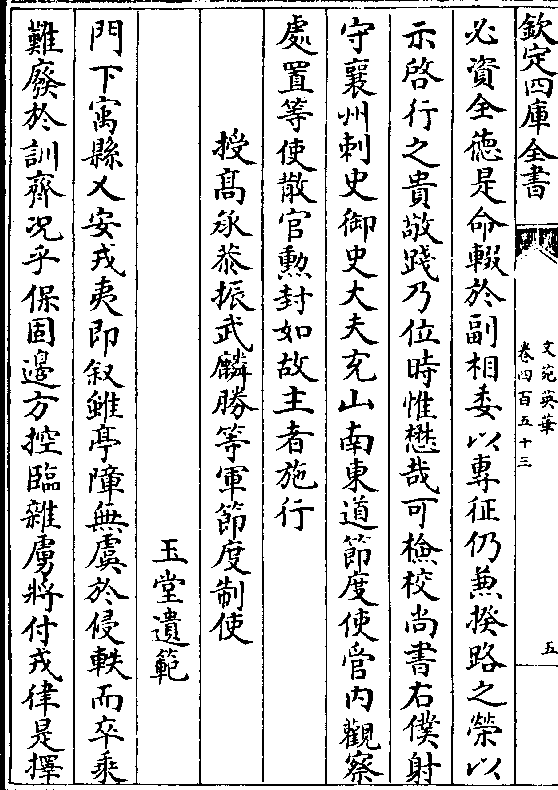 欽定四庫全書
文苑英華
卷四百五十三
五
必資全德是命輟於副相委以專征仍兼揆路之榮以
示啓行之貴敬踐乃位時惟懋哉可檢校尚書右僕射
守襄州刺史御史大夫充山南東道節度使管内觀察
處置等使散官勲封如故主者施行
授髙承恭振武麟勝等軍節度制使
玉堂遺範
門下寓縣乂安戎夷即叙雖亭障無虞於侵軼而卒乘
難廢於訓齊况乎保固邊方控臨雜虜將付戎律是擇